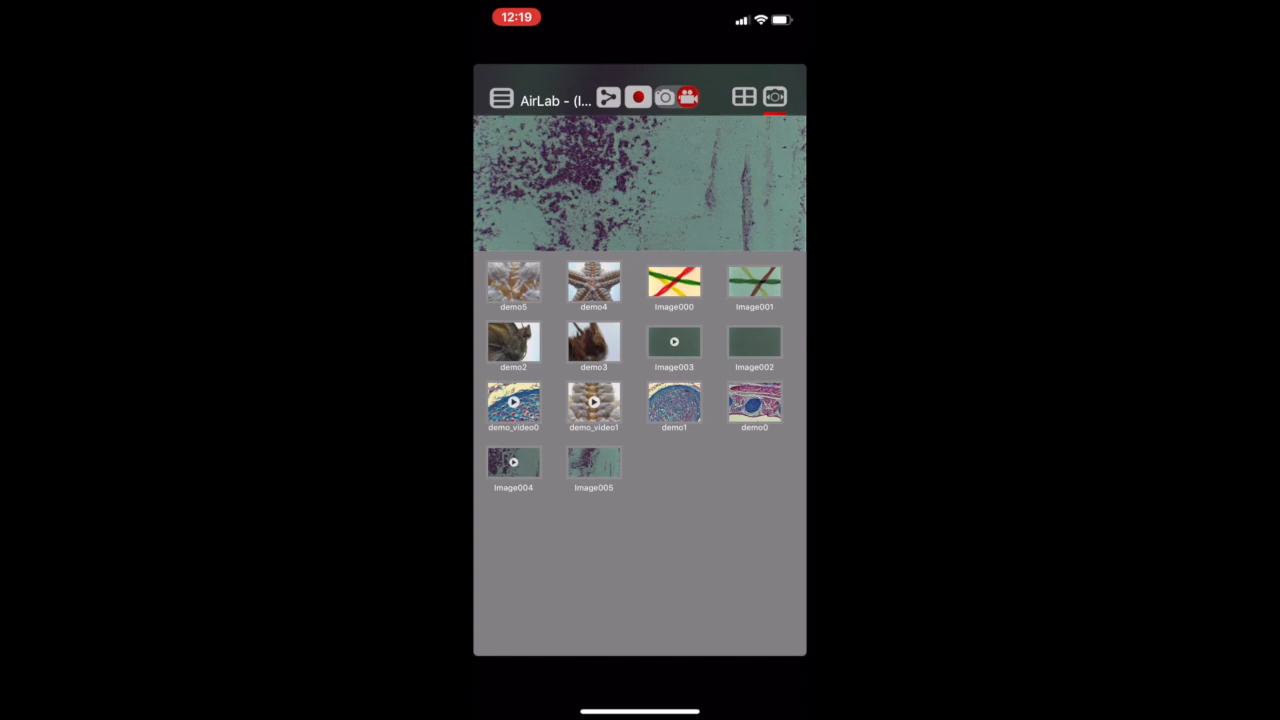 12:19
AirLab - (I...
demo5 demo4 Image000 Image001
demo2 demo3 Image003 Image002
demo_video0 demo_video1 demo1 demo0
Image004 Image005